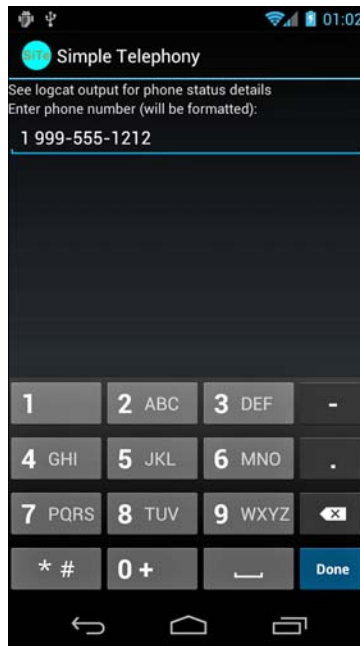 01:02
SiTe Simple Telephony
See logcat output for phone status details
Enter phone number (will be formatted):
1 999-555-1212
1 2 ABC 3 DEF -
4 GHI 5 JKL 6 MNO .
7 PQRS 8 TUV 9 WXYZ
* # 0 + Done